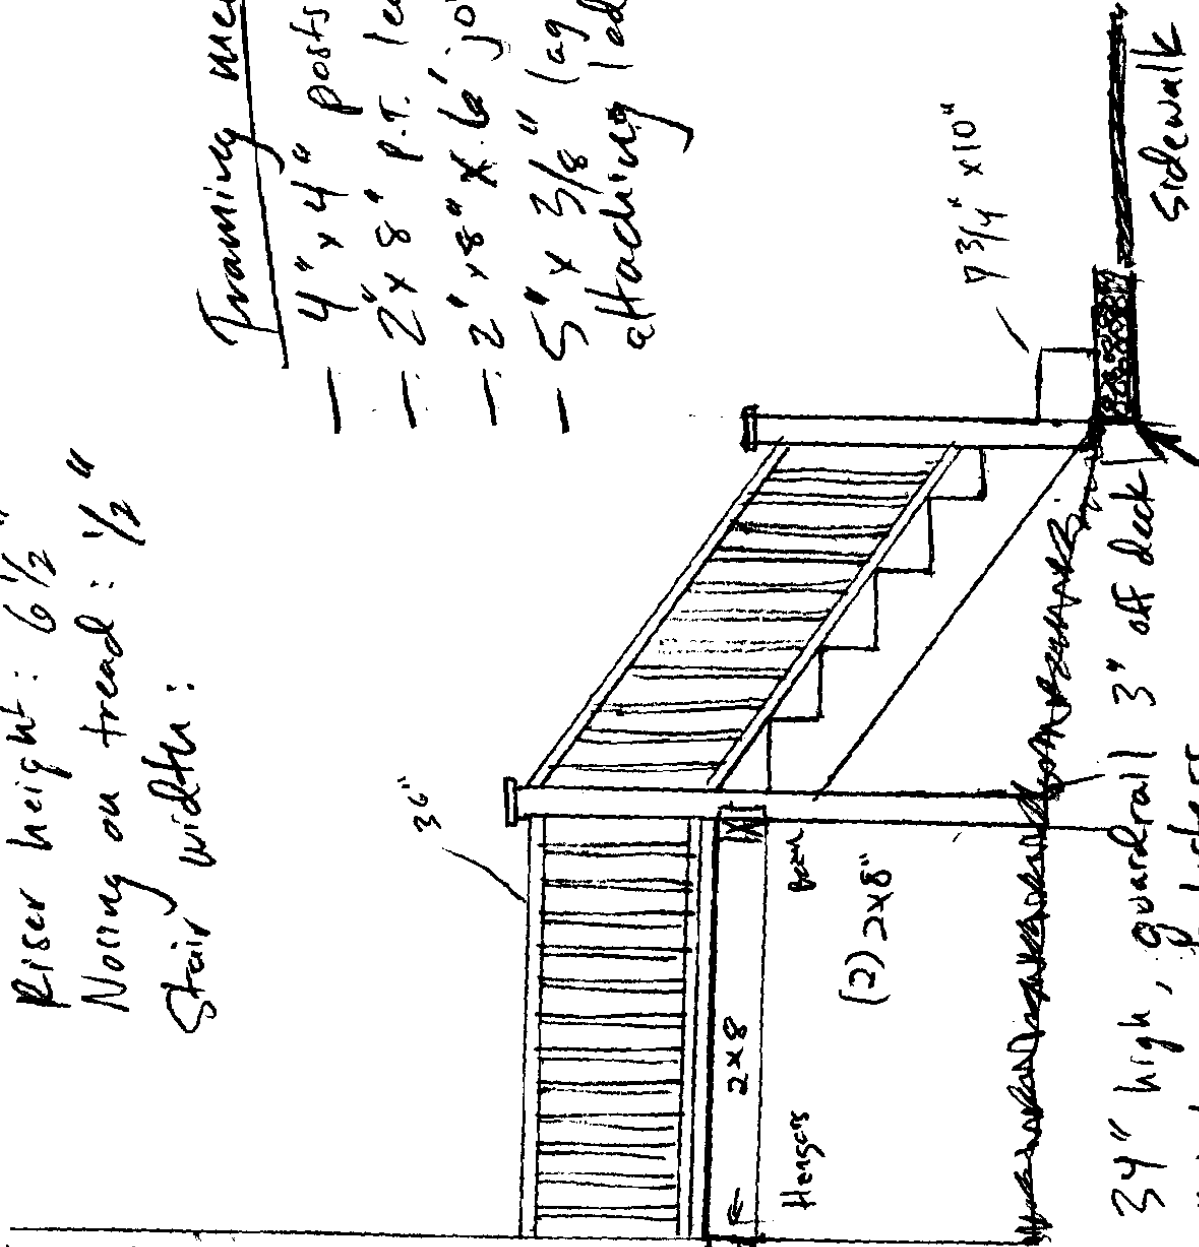 Riser height: 6 1/2"
Nosing on tread: 1/2"
Stair width:
Framing
4" x 4" posts
2" x 8" P.T.
2" x 8" x 6'
5" x 3/8" lag
attaching
36"
7 3/4" x 10"
2x8
Hangers
Beam
(2) 2x8"
Sidewalk
34" high, guardrail 3" off deck